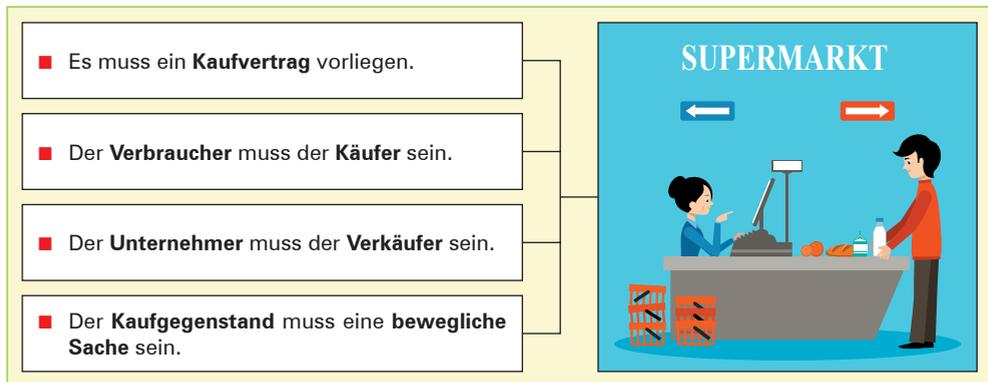 Es muss ein Kaufvertrag vorliegen.
Der Verbraucher muss der Käufer sein.
Der Unternehmer muss der Verkäufer sein.
Der Kaufgegenstand muss eine bewegliche
Sache sein.
SUPERMARKT